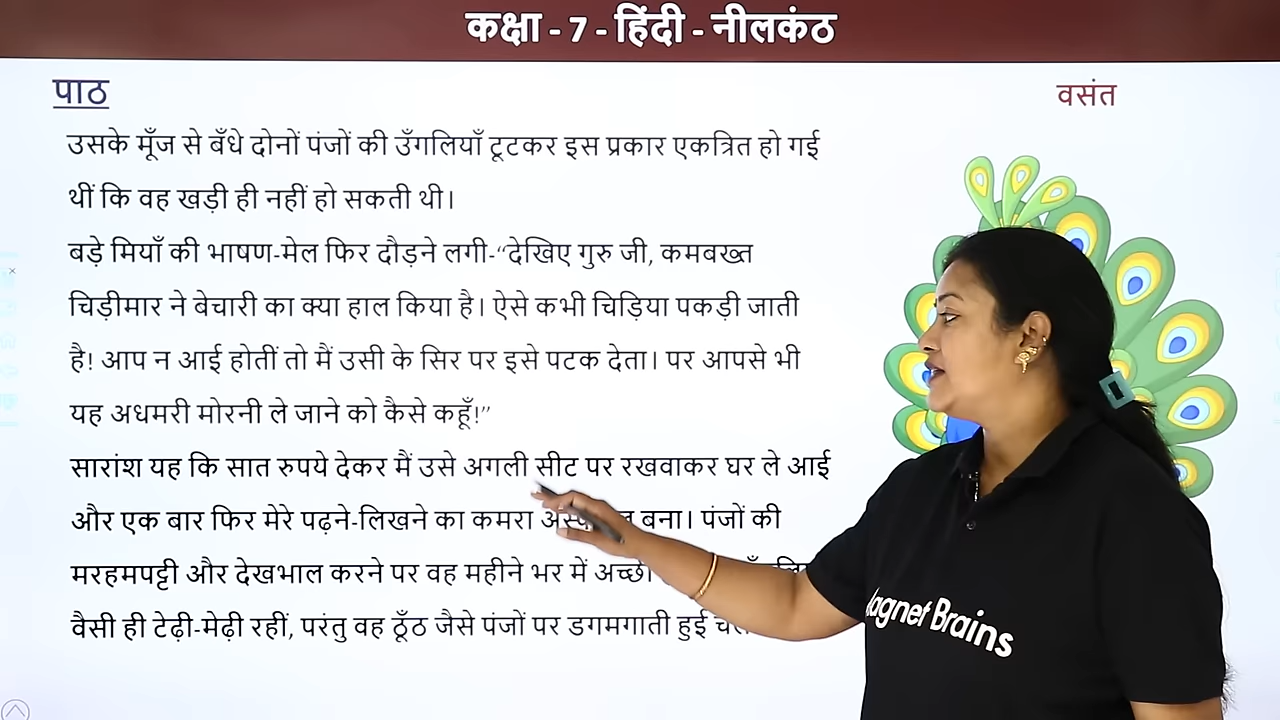 कक्षा - 7 - हिंदी - नीलकंठ
पाठ
वसंत
उसके मूँज से बँधे दोनों पंजों की उँगलियाँ टूटकर इस प्रकार एकत्रित हो गई
थीं कि वह खड़ी ही नहीं हो सकती थी।
बड़े मियाँ की भाषण-मेल फिर दौड़ने लगी-“देखिए गुरु जी, कमबख्त
चिड़ीमार ने बेचारी का क्या हाल किया है। ऐसे कभी चिड़िया पकड़ी जाती
है! आप न आई होतीं तो मैं उसी के सिर पर इसे पटक देता। पर आपसे भी
यह अधमरी मोरनी ले जाने को कैसे कहूँ!”
सारांश यह कि सात रुपये देकर मैं उसे अगली सीट पर रखवाकर घर ले आई
और एक बार फिर मेरे पढ़ने-लिखने का कमरा बना। पंजों की
मरहमपट्टी और देखभाल करने पर वह महीने भर में
वैसी ही टेढ़ी-मेढ़ी रहीं, परंतु वह ठूँठ जैसे पंजों पर डगमगाती हुई
Magnet Brains